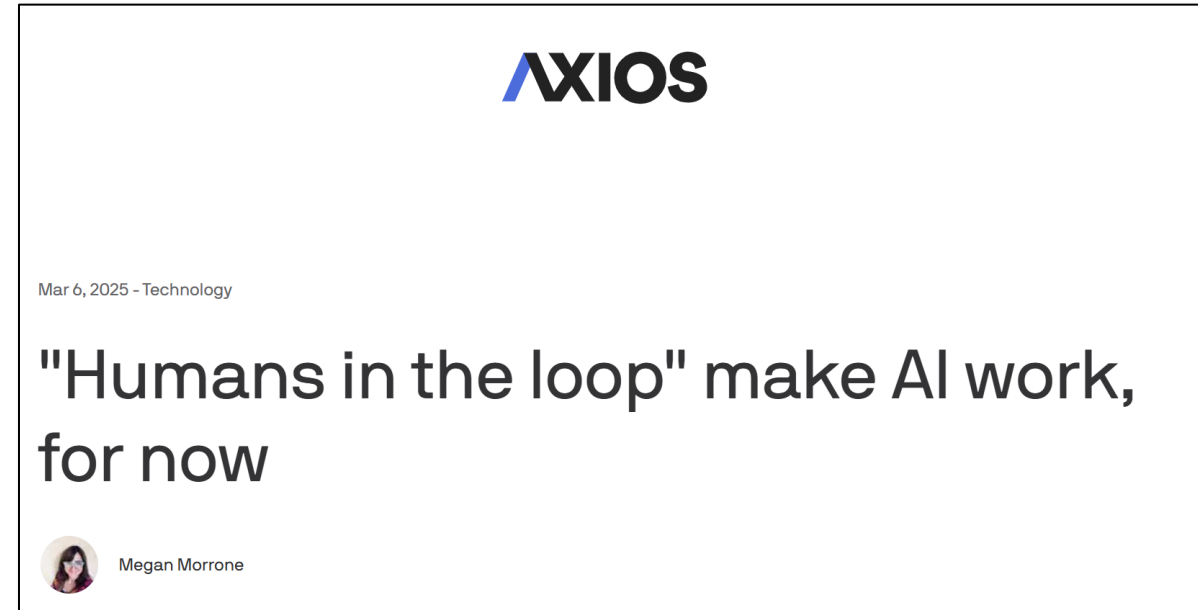 AXIOS
Mar 6, 2025 - Technology
"Humans in the loop" make AI work,
for now
Megan Morrone